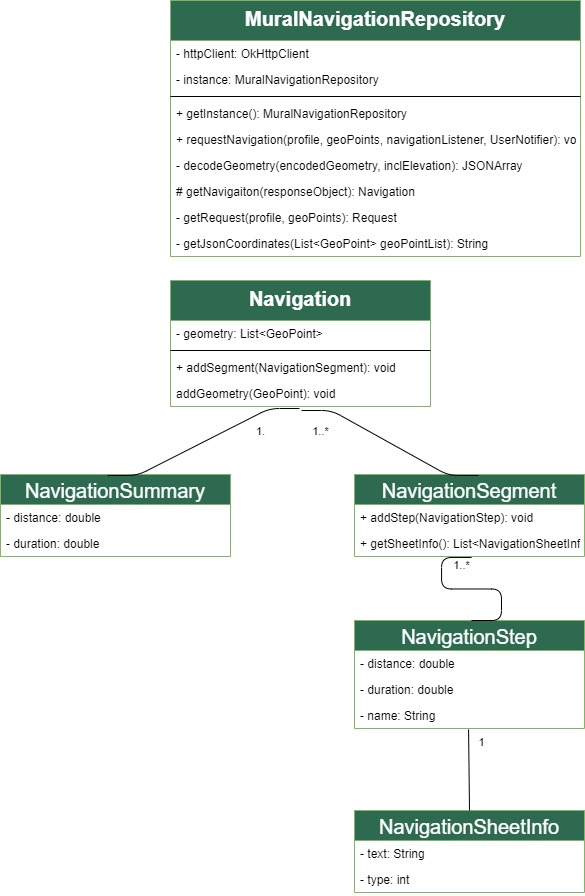 MuralNavigationRepository
- httpClient: OkHttpClient
- instance: MuralNavigationRepository
+ getInstance(): MuralNavigationRepository
+ requestNavigation(profile, geoPoints, navigationListener, UserNotifier): vo
- decodeGeometry(encodedGeometry, inclElevation): JSONArray
# getNavigaiton(responseObject): Navigation
- getRequest(profile, geoPoints): Request
- getJsonCoordinates(List<GeoPoint> geoPointList): String
Navigation
- geometry: List<GeoPoint>
+ addSegment(NavigationSegment): void
addGeometry(GeoPoint): void
1.
1..*
NavigationSummary
- distance: double
- duration: double
NavigationSegment
+ addStep(NavigationStep): void
+ getSheetInfo(): List<NavigationSheetInf
1..*
NavigationStep
- distance: double
- duration: double
- name: String
1
NavigationSheetInfo
- text: String
- type: int